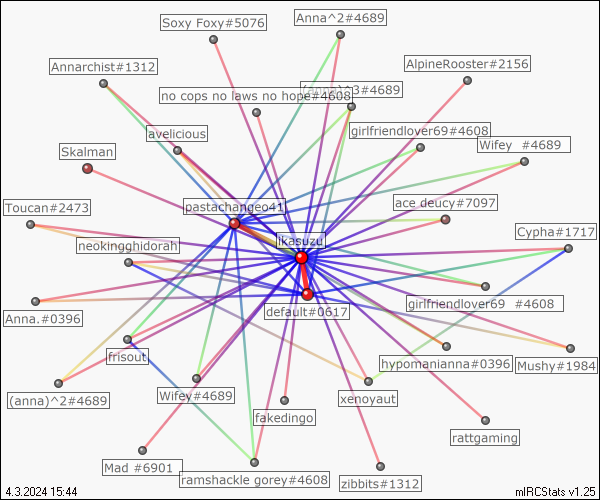 Soxy Foxy#5076
Anna^2#4689
Annarchist#1312
AlpineRooster#2156
(anna)^3#4689
no cops no laws no hope#4608
avelicious
girlfriendlover69#4608
Wifey #4689
Skalman
pastachangeo41
ace deucy#7097
Toucan#2473
Cypha#1717
ikasuzu
neokingghidorah
girlfriendlover69 #4608
default#0617
Anna.#0396
frisout
hypomanianna#0396
Mushy#1984
(anna)^2#4689
Wifey#4689
xenoyaut
fakedingo
rattgaming
Mad #6901
ramshackle gorey#4608
zibbits#1312
4.3.2024 15:44
mIRCStats v1.25